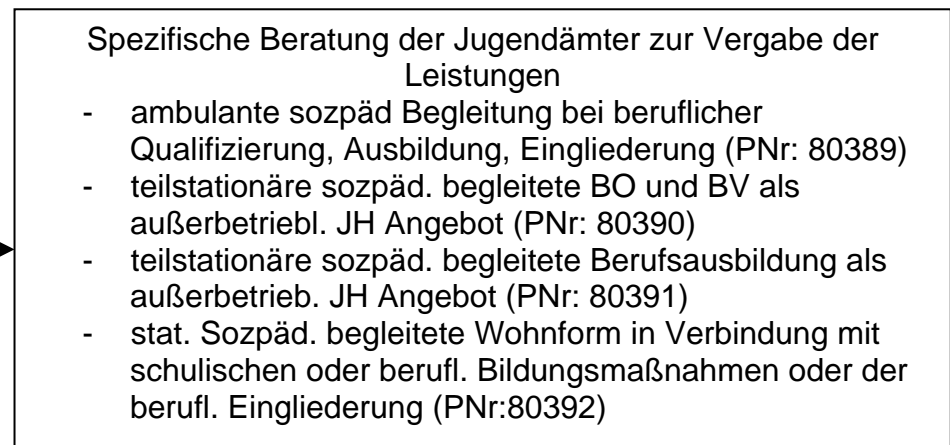 Spezifische Beratung der Jugendämter zur Vergabe der
Leistungen
- ambulante sozpäd Begleitung bei beruflicher
Qualifizierung, Ausbildung, Eingliederung (PNr: 80389)
- teilstationäre sozpäd. begleitete BO und BV als
außerbetriebl. JH Angebot (PNr: 80390)
- teilstationäre sozpäd. begleitete Berufsausbildung als
außerbetrieb. JH Angebot (PNr: 80391)
- stat. Sozpäd. begleitete Wohnform in Verbindung mit
schulischen oder berufl. Bildungsmaßnahmen oder der
berufl. Eingliederung (PNr:80392)